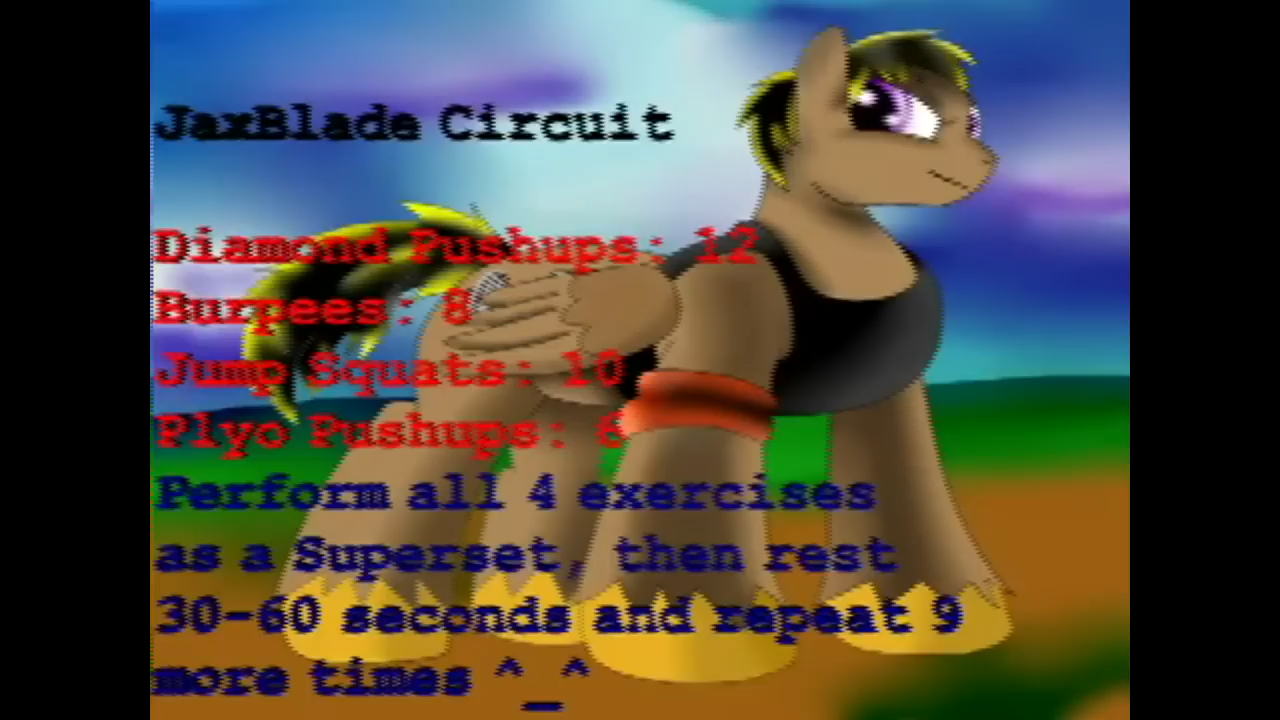 JaxBlade Circuit
Diamond Pushups: 12
Burpees: 8
Jump Squats: 10
Plyo Pushups: 6
Perform all 4 exercises
as a Superset, then rest
30-60 seconds and repeat 9
more times ^_^